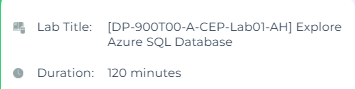 Lab Title: [DP-900T00-A-CEP-Lab01-AH] Explore
Azure SQL Database
Duration: 120 minutes